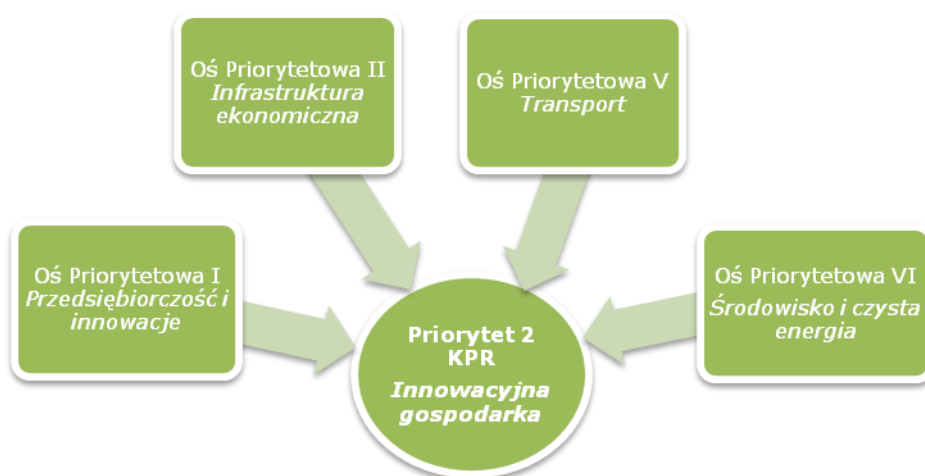 Oś Priorytetowa II
Infrastruktura
ekonomiczna
Oś Priorytetowa V
Transport
Oś Priorytetowa I
Przedsiębiorczość i
innowacje
Oś Priorytetowa VI
Środowisko i czysta
energia
Priorytet 2
KPR
Innowacyjna
gospodarka